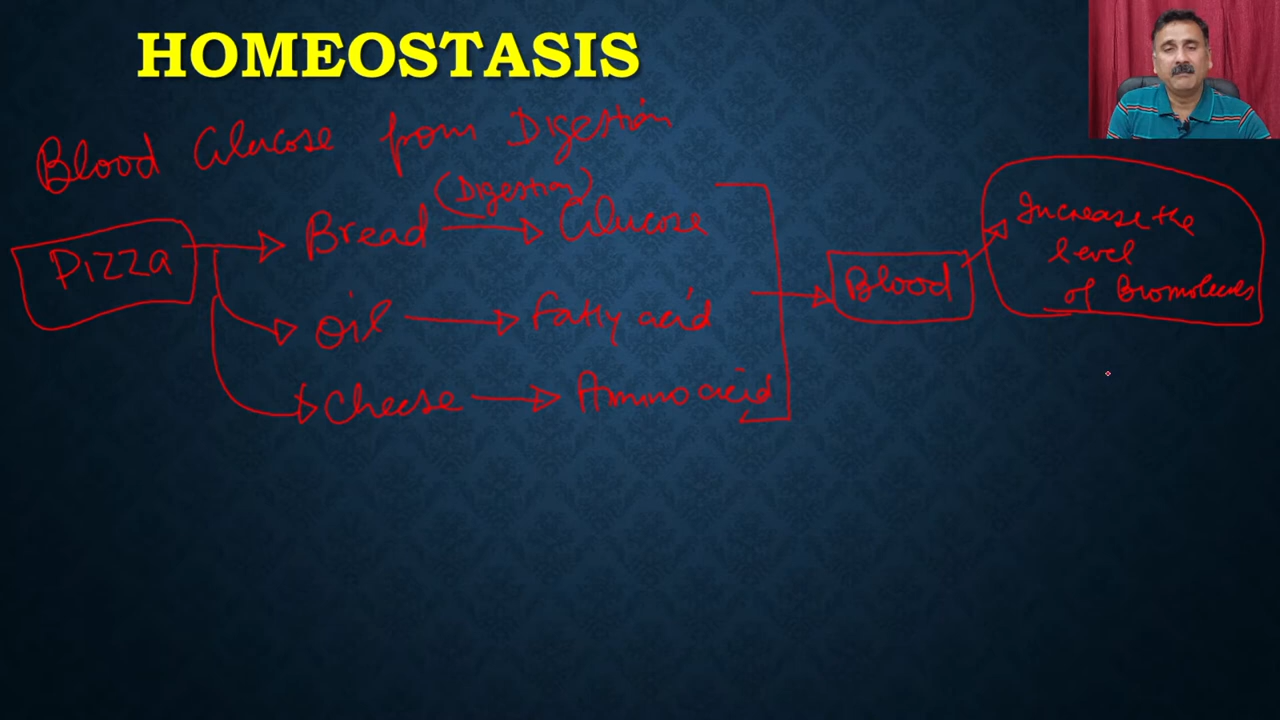 HOMEOSTASIS
Blood Glucose from Digestion
(Digestion)
Pizza Bread Glucose
Oil Fatty acid
Cheese Amino acid
Blood
Increase the
level
of Biomolecules